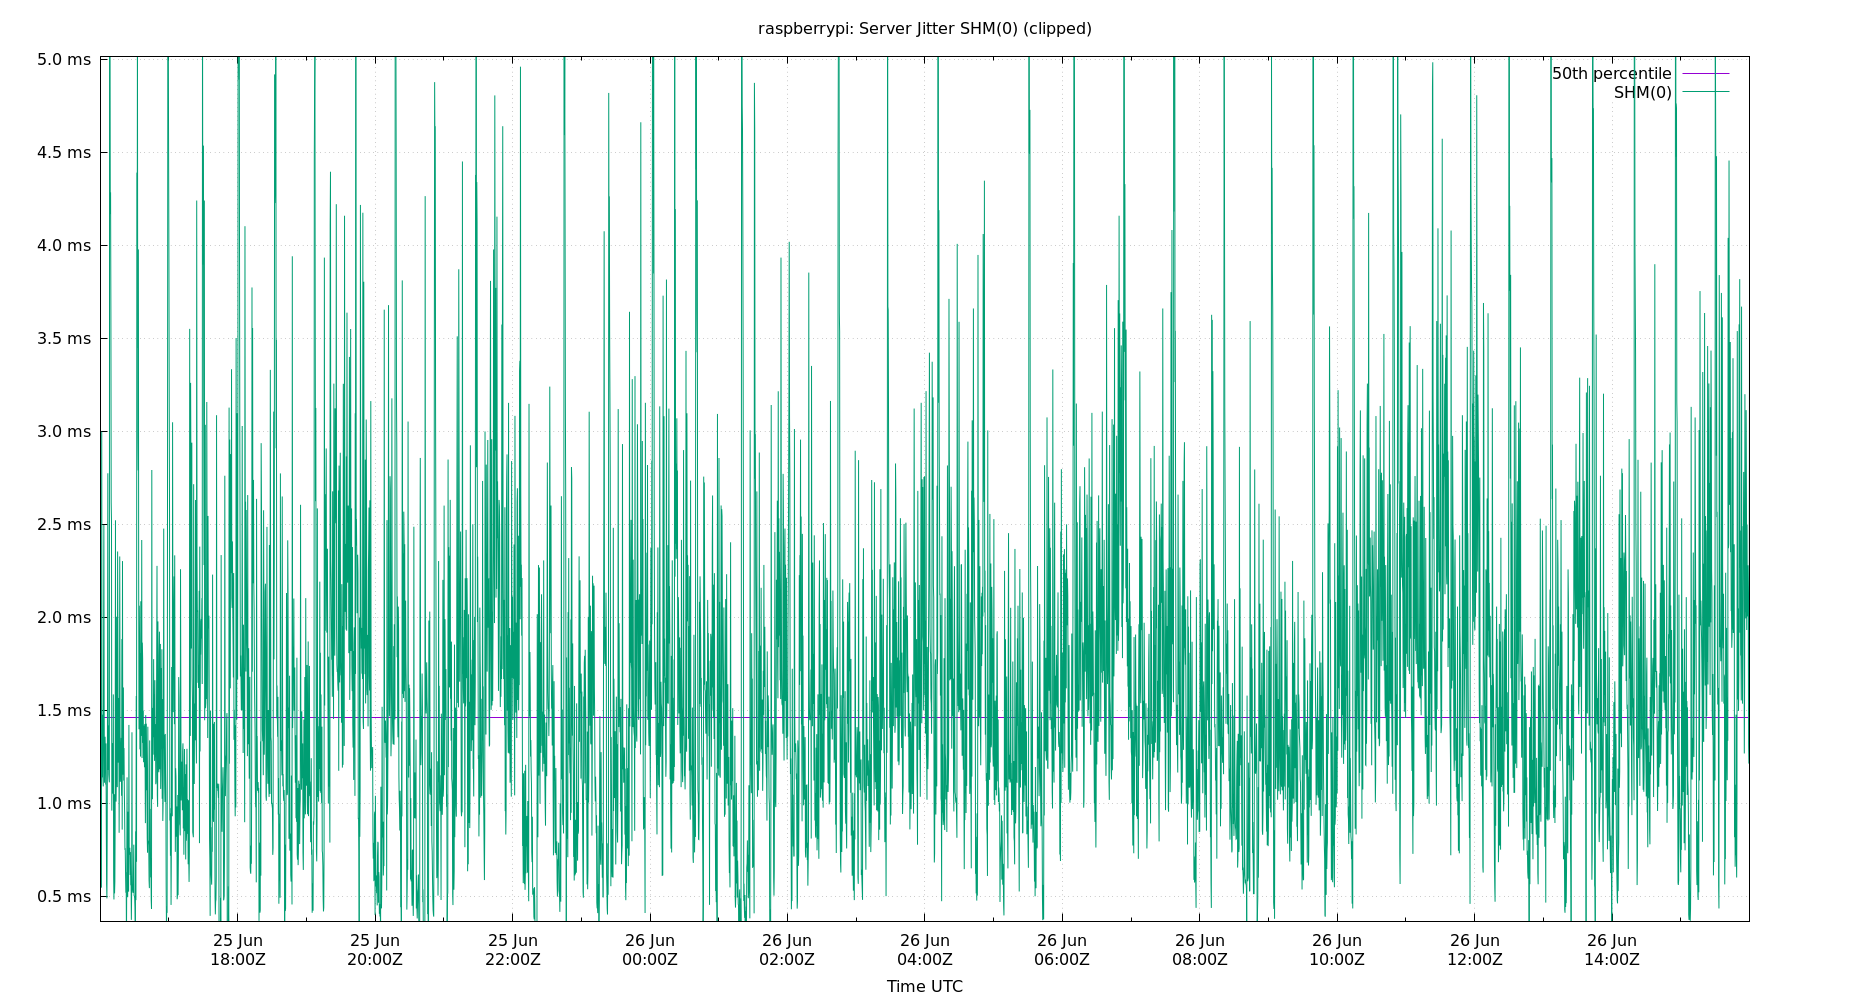 raspberrypi: Server Jitter SHM(0) (clipped)
5.0 ms
50th percentile
SHM(0)
4.5 ms
4.0 ms
3.5 ms
3.0 ms
2.5 ms
2.0 ms
1.5 ms
1.0 ms
0.5 ms
25 Jun 25 Jun 25 Jun 26 Jun 26 Jun 26 Jun 26 Jun 26 Jun 26 Jun 26 Jun 26 Jun
18:00Z 20:00Z 22:00Z 00:00Z 02:00Z 04:00Z 06:00Z 08:00Z 10:00Z 12:00Z 14:00Z
Time UTC